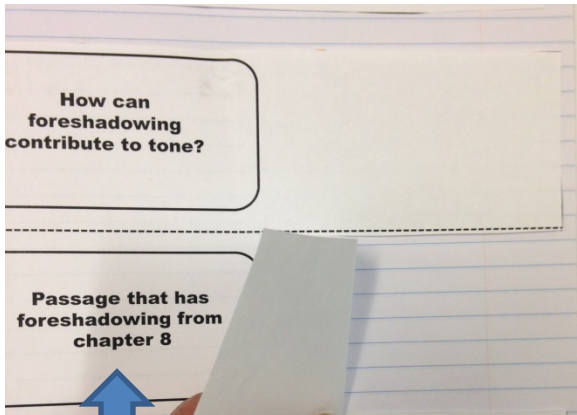 How can
foreshadowing
contribute to tone?
Passage that has
foreshadowing from
chapter 8